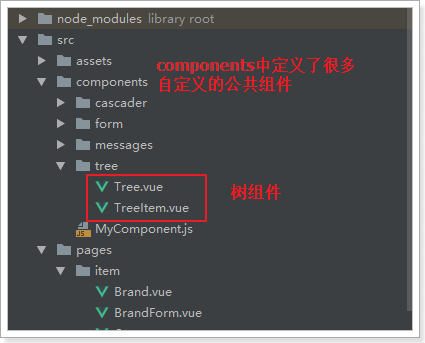 node_modules library root
src
assets
components
components中定义了很多
自定义的公共组件
cascader
form
messages
tree
Tree.vue
树组件
TreeItem.vue
JS MyComponent.js
pages
item
Brand.vue
BrandForm.vue